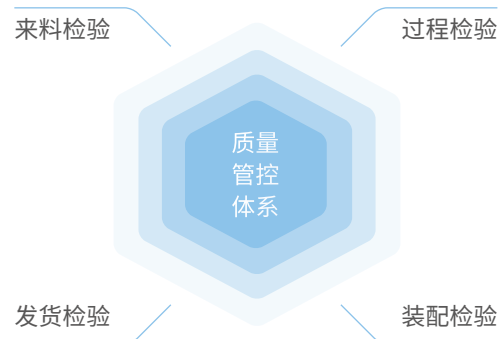 来料检验
过程检验
质量
管控
体系
发货检验
装配检验